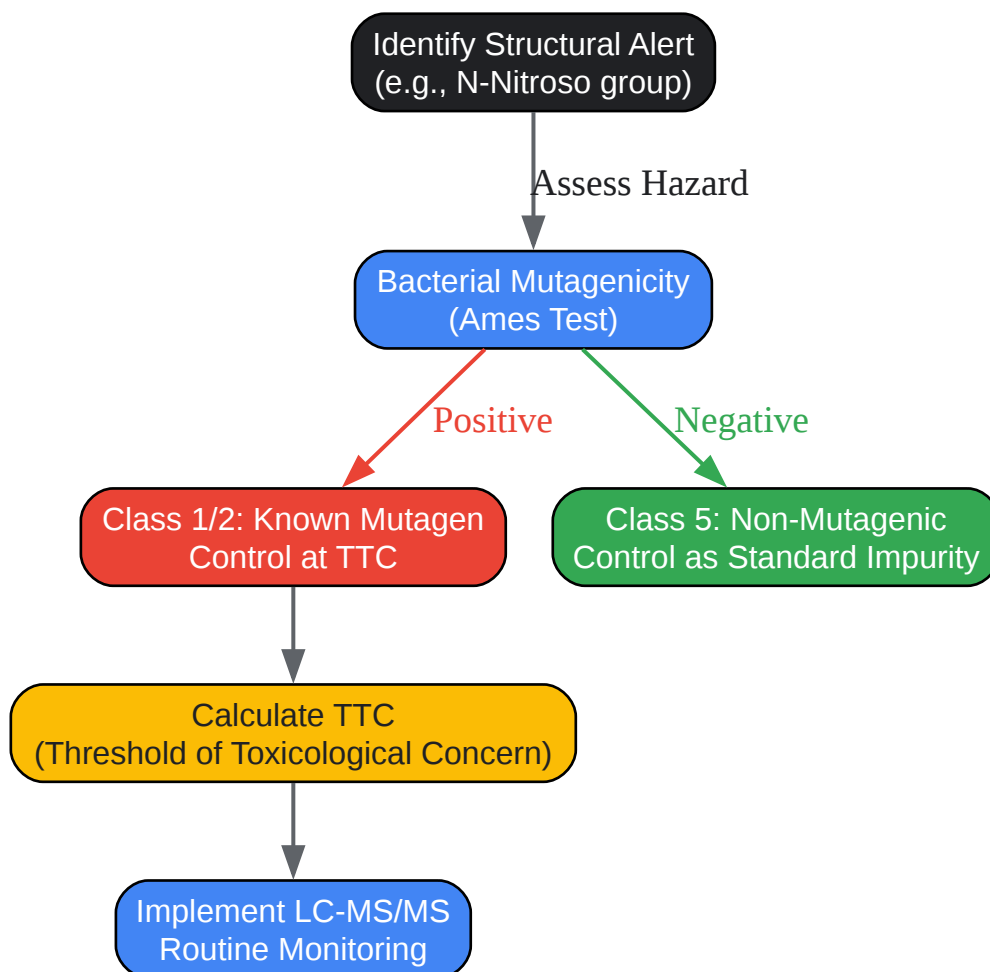 Identify Structural Alert
(e.g., N-Nitroso group)
Assess Hazard
Bacterial Mutagenicity
(Ames Test)
Positive
Negative
Class 1/2: Known Mutagen
Control at TTC
Class 5: Non-Mutagenic
Control as Standard Impurity
Calculate TTC
(Threshold of Toxicological Concern)
Implement LC-MS/MS
Routine Monitoring